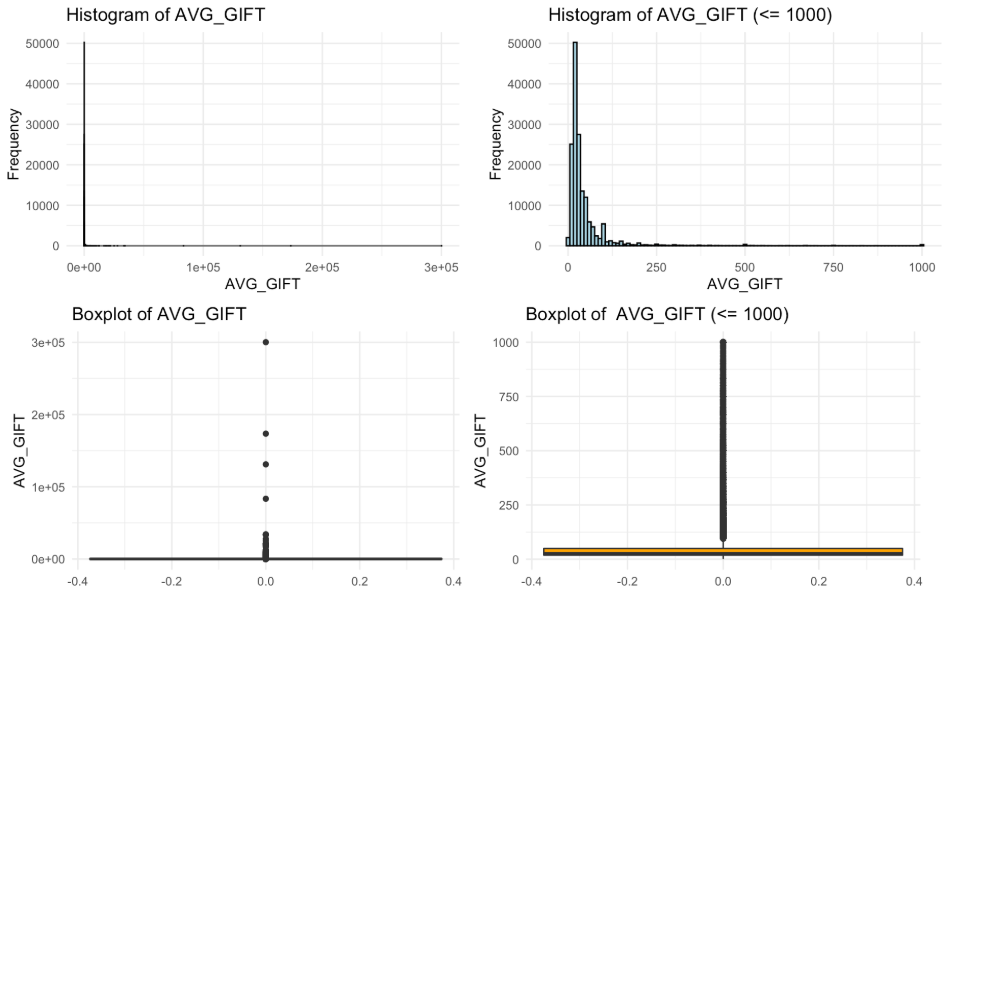 Histogram of AVG_GIFT
Frequency
50000
40000
30000
20000
10000
0
0e+00 1e+05 2e+05 3e+05
AVG_GIFT
Histogram of AVG_GIFT (<= 1000)
Frequency
50000
40000
30000
20000
10000
0
0 250 500 750 1000
AVG_GIFT
Boxplot of AVG_GIFT
AVG_GIFT
3e+05
2e+05
1e+05
0e+00
-0.4 -0.2 0.0 0.2 0.4
Boxplot of  AVG_GIFT (<= 1000)
AVG_GIFT
1000
750
500
250
0
-0.4 -0.2 0.0 0.2 0.4